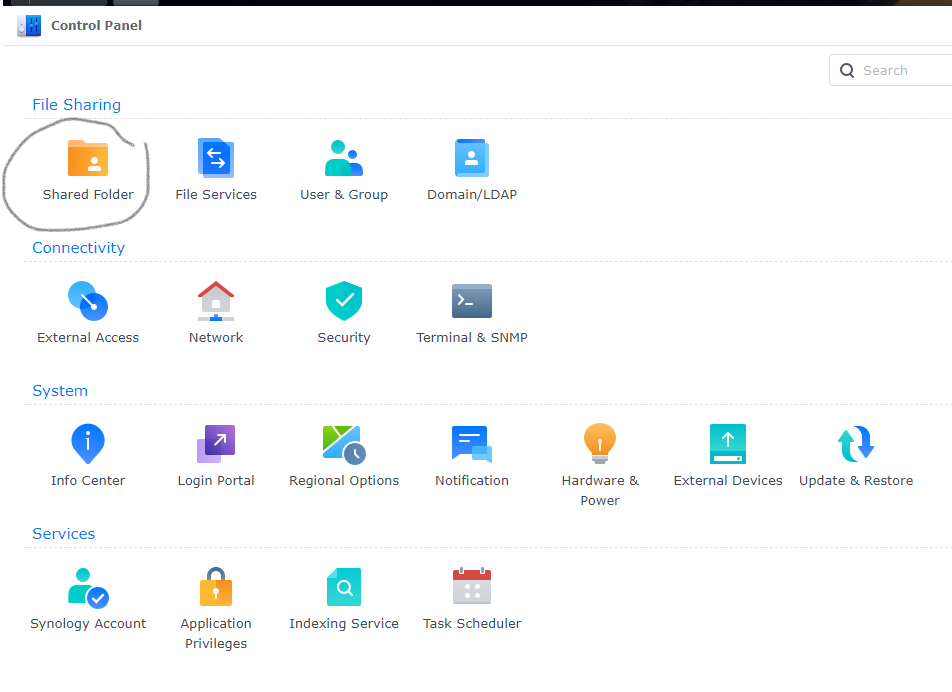 Control Panel
Search
File Sharing
Shared Folder
File Services
User & Group
Domain/LDAP
Connectivity
External Access
Network
Security
Terminal & SNMP
System
Info Center
Login Portal
Regional Options
Notification
Hardware &
Power
External Devices
Update & Restore
Services
Synology Account
Application
Privileges
Indexing Service
Task Scheduler